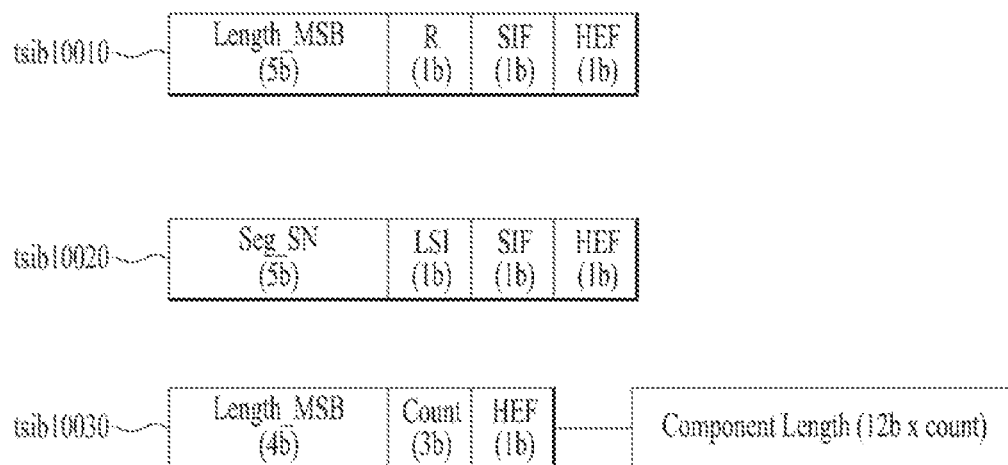 tsib10010
Length_MSB (5b)
R (1b)
SIF (1b)
HEF (1b)
tsib10020
Seg_SN (5b)
LSI (1b)
SIF (1b)
HEF (1b)
tsib10030
Length_MSB (4b)
Count (3b)
HEF (1b)
Component Length (12b x count)